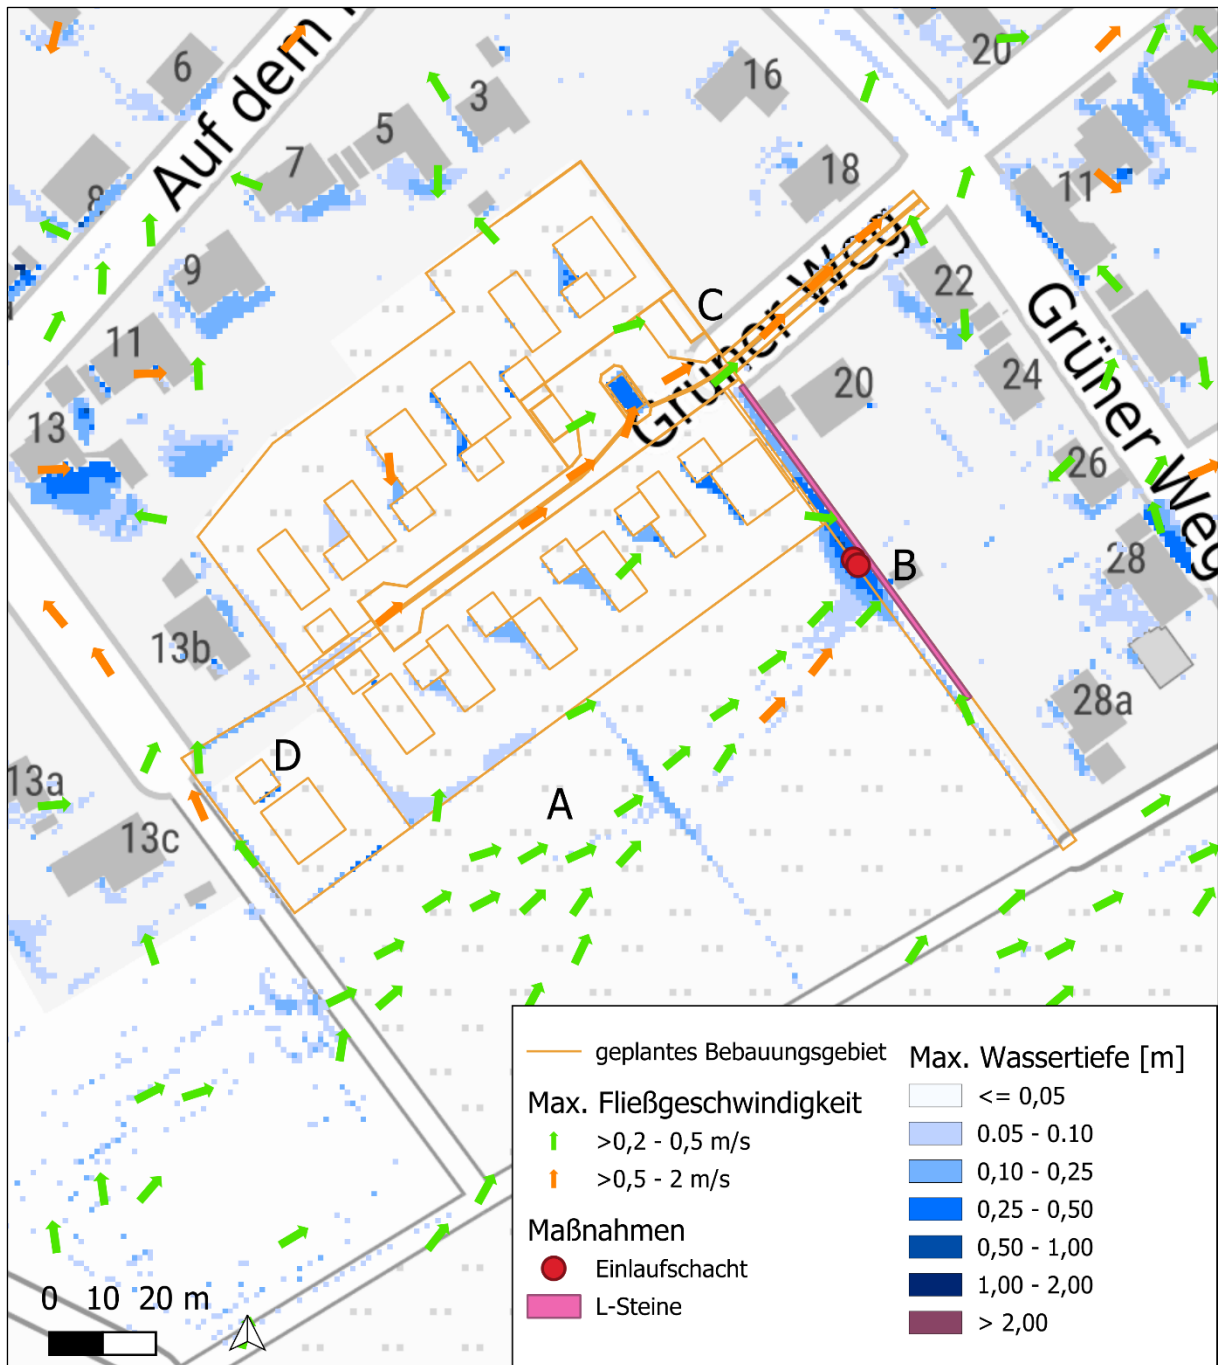 20
6
16
3
5
Auf dem
7
18
11
8
9
22
Grüner Weg
C
11
24
20
Grüner Weg
13
26
B
28
13b
28a
D
13a
A
13c
geplantes Bebauungsgebiet
Max. Fließgeschwindigkeit
>0,2 - 0,5 m/s
>0,5 - 2 m/s
Maßnahmen
Einlaufschacht
L-Steine
Max. Wassertiefe [m]
<= 0,05
0.05 - 0.10
0,10 - 0,25
0,25 - 0,50
0,50 - 1,00
1,00 - 2,00
> 2,00
0 10 20 m